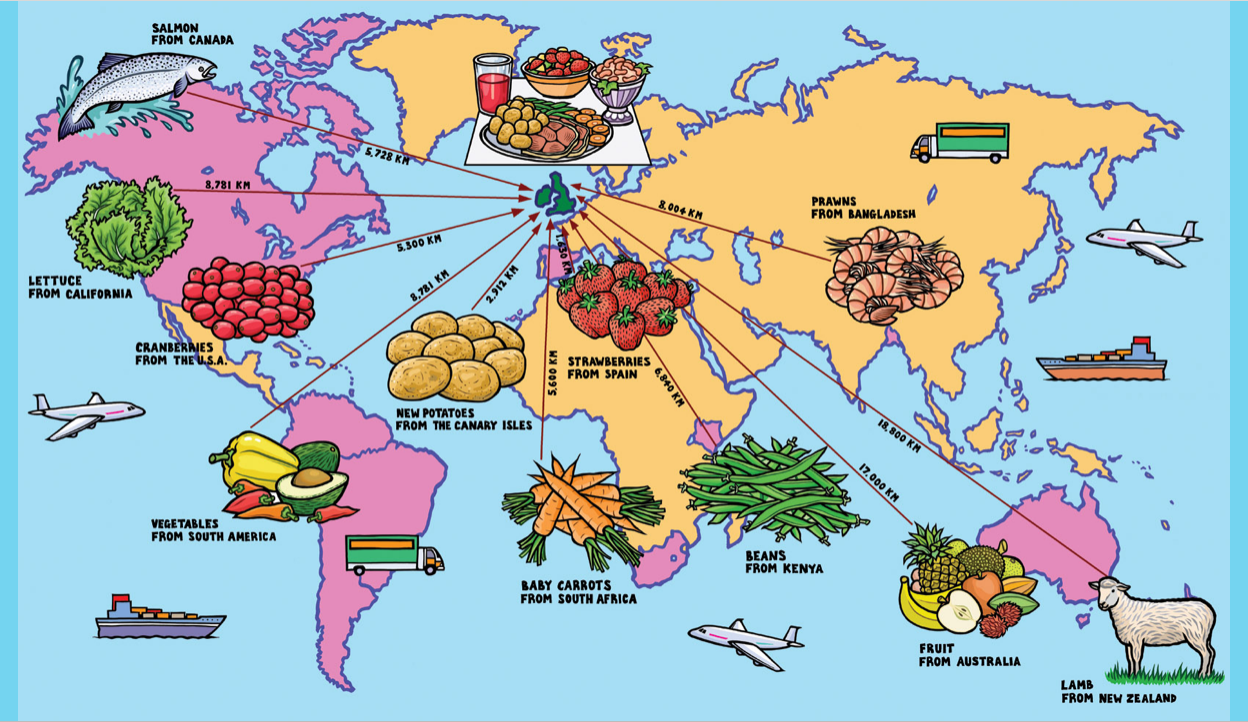 SALMON
FROM CANADA
5,728 KM
8,781 KM
LETTUCE
FROM CALIFORNIA
5,300 KM
CRANBERRIES
FROM THE U.S.A.
8,781 KM
2,912 KM
1,630 KM
8,004 KM
PRAWNS
FROM BANGLADESH
NEW POTATOES
FROM THE CANARY ISLES
STRAWBERRIES
FROM SPAIN
5,600 KM
6,840 KM
18,800 KM
17,000 KM
VEGETABLES
FROM SOUTH AMERICA
BABY CARROTS
FROM SOUTH AFRICA
BEANS
FROM KENYA
FRUIT
FROM AUSTRALIA
LAMB
FROM NEW ZEALAND